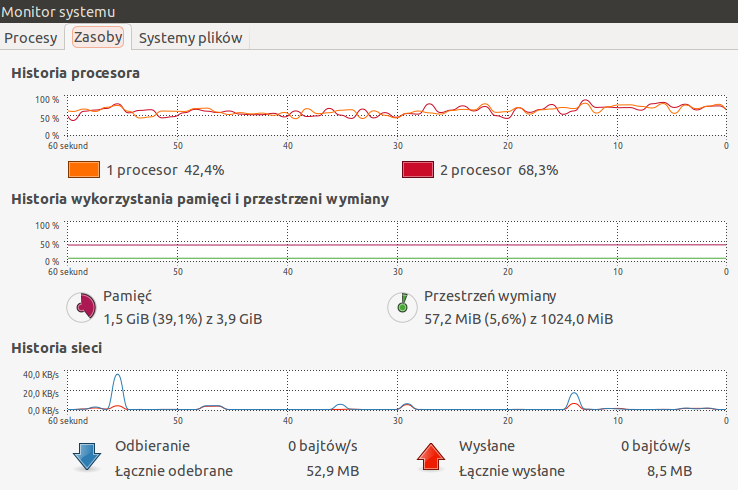 Monitor systemu
Procesy Zasoby Systemy plików
Historia procesora
100 %
50 %
0 %
60 sekund 50 40 30 20 10 0
1 procesor 42,4% 2 procesor 68,3%
Historia wykorzystania pamięci i przestrzeni wymiany
100 %
50 %
0 %
60 sekund 50 40 30 20 10 0
Pamięć Przestrzeń wymiany
1,5 GiB (39,1%) z 3,9 GiB 57,2 MiB (5,6%) z 1024,0 MiB
Historia sieci
40,0 KB/s
20,0 KB/s
0,0 KB/s
60 sekund 50 40 30 20 10 0
Odbieranie 0 bajtów/s Wysłane 0 bajtów/s
Łącznie odebrane 52,9 MB Łącznie wysłane 8,5 MB